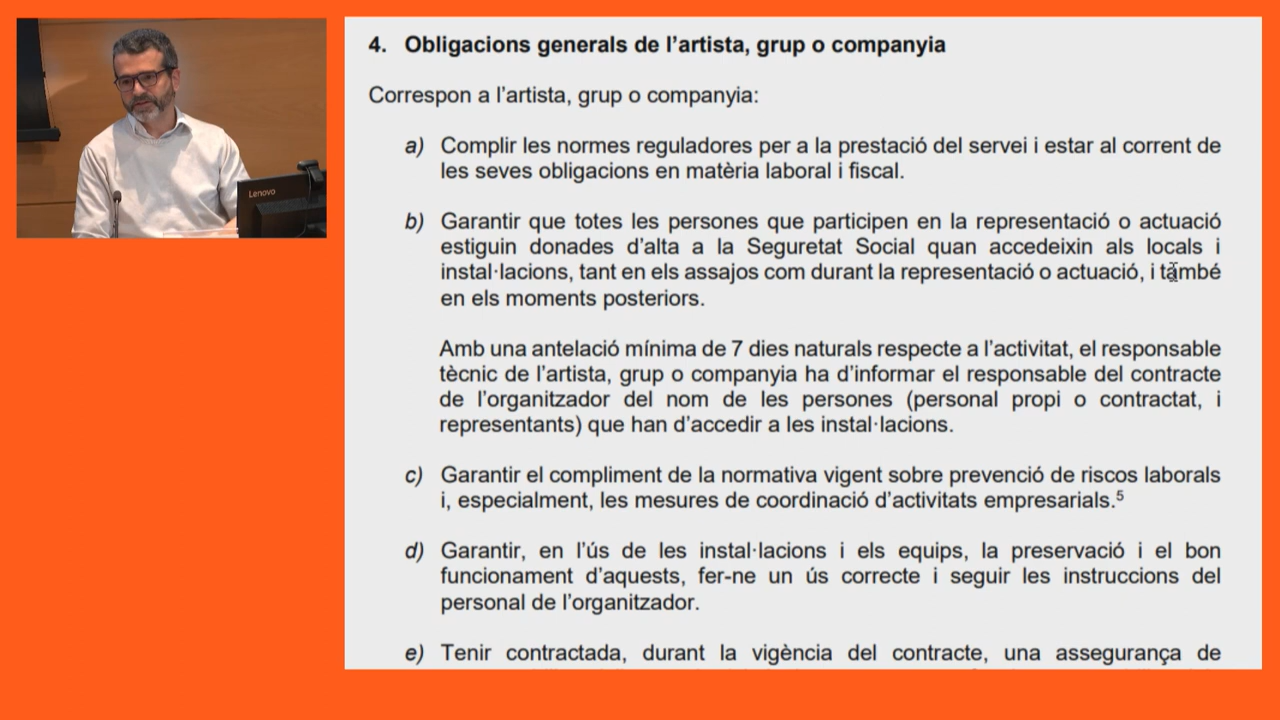 Lenovo
4. Obligacions generals de l'artista, grup o companyia
Correspon a l'artista, grup o companyia:
a) Complir les normes reguladores per a la prestació del servei i estar al corrent de
les seves obligacions en matèria laboral i fiscal.
b) Garantir que totes les persones que participen en la representació o actuació
estiguin donades d'alta a la Seguretat Social quan accedeixin als locals i
instal·lacions, tant en els assajos com durant la representació o actuació, i també
en els moments posteriors.
Amb una antelació mínima de 7 dies naturals respecte a l'activitat, el responsable
tècnic de l'artista, grup o companyia ha d'informar el responsable del contracte
de l'organitzador del nom de les persones (personal propi o contractat, i
representants) que han d'accedir a les instal·lacions.
c) Garantir el compliment de la normativa vigent sobre prevenció de riscos laborals
i, especialment, les mesures de coordinació d'activitats empresarials.⁵
d) Garantir, en l'ús de les instal·lacions i els equips, la preservació i el bon
funcionament d'aquests, fer-ne un ús correcte i seguir les instruccions del
personal de l'organitzador.
e) Tenir contractada, durant la vigència del contracte, una assegurança de